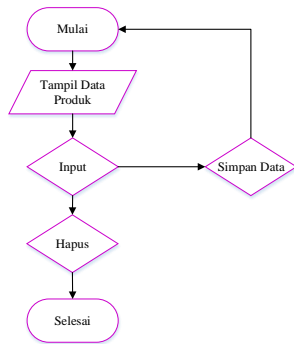 Mulai
Tampil Data
Produk
Input
Simpan Data
Hapus
Selesai